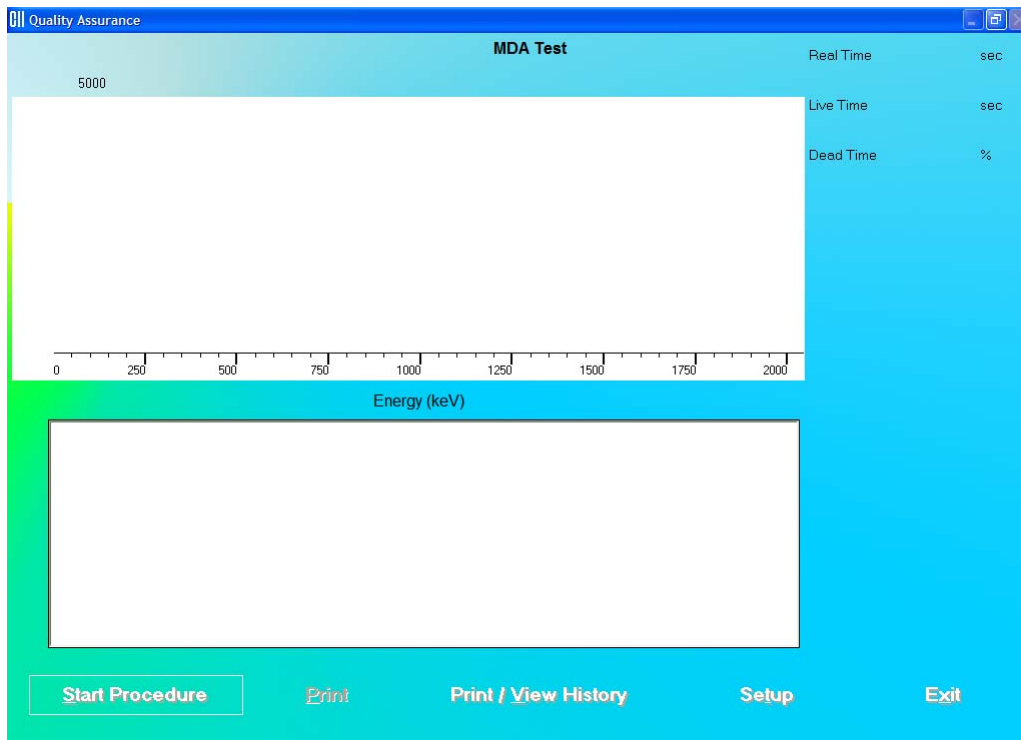 Quality Assurance
MDA Test
Real Time sec
5000
Live Time sec
Dead Time %
0 250 500 750 1000 1250 1500 1750 2000
Energy (keV)
Start Procedure Print Print / View History Setup Exit